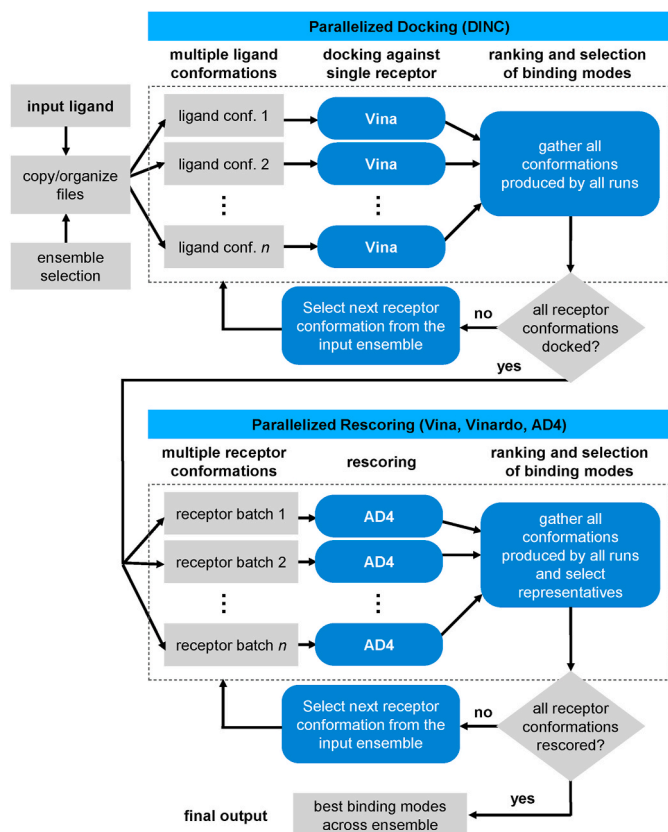 Parallelized Docking (DINC)
multiple ligand
conformations
docking against
single receptor
ranking and selection
of binding modes
input ligand
copy/organize
files
ensemble
selection
ligand conf. 1
Vina
ligand conf. 2
Vina
⋮
⋮
ligand conf. n
Vina
gather all
conformations
produced by all runs
Select next receptor
conformation from the
input ensemble
no
all receptor
conformations
docked?
yes
Parallelized Rescoring (Vina, Vinardo, AD4)
multiple receptor
conformations
rescoring
ranking and selection
of binding modes
receptor batch 1
AD4
receptor batch 2
AD4
⋮
⋮
receptor batch n
AD4
gather all
conformations
produced by all runs
and select
representatives
Select next receptor
conformation from the
input ensemble
no
all receptor
conformations
rescored?
yes
final output
best binding modes
across ensemble